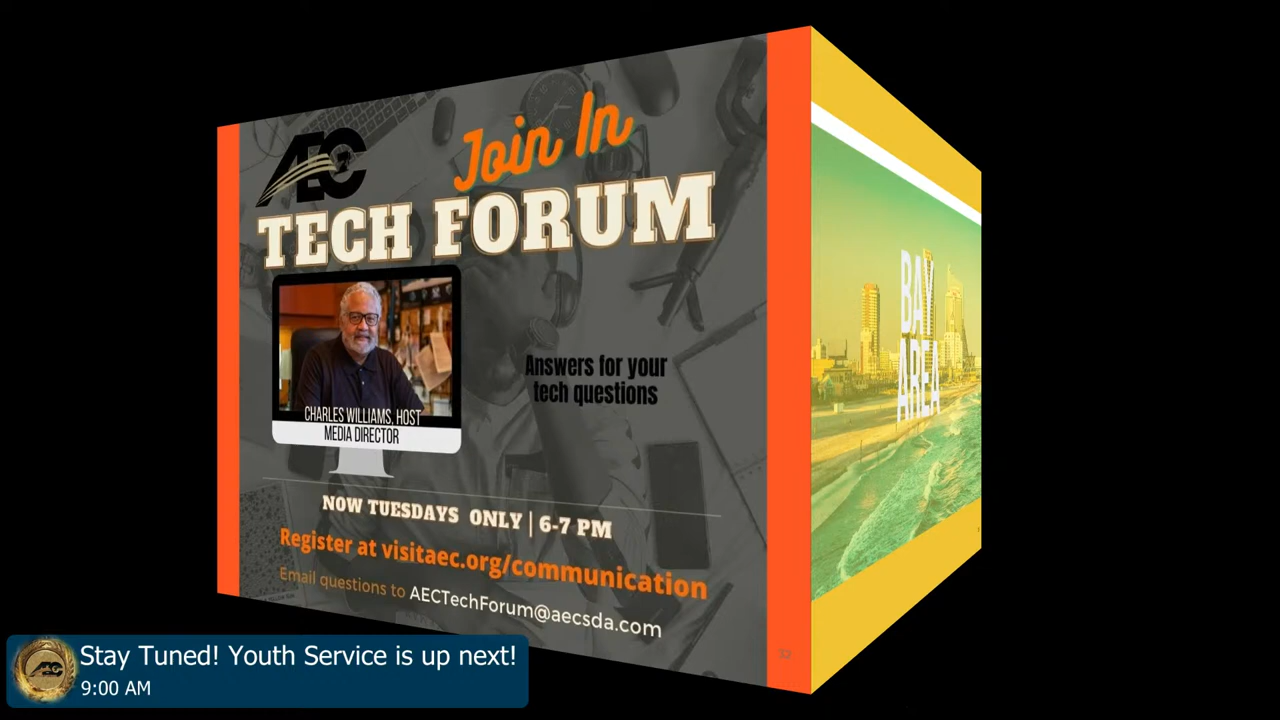 AEC
Join In
TECH FORUM
CHARLES WILLIAMS, HOST
MEDIA DIRECTOR
Answers for your
tech questions
NOW TUESDAYS ONLY | 6-7 PM
Register at visitaec.org/communication
Email questions to AECTechForum@aecsda.com
BAY
AREA
Stay Tuned! Youth Service is up next!
9:00 AM